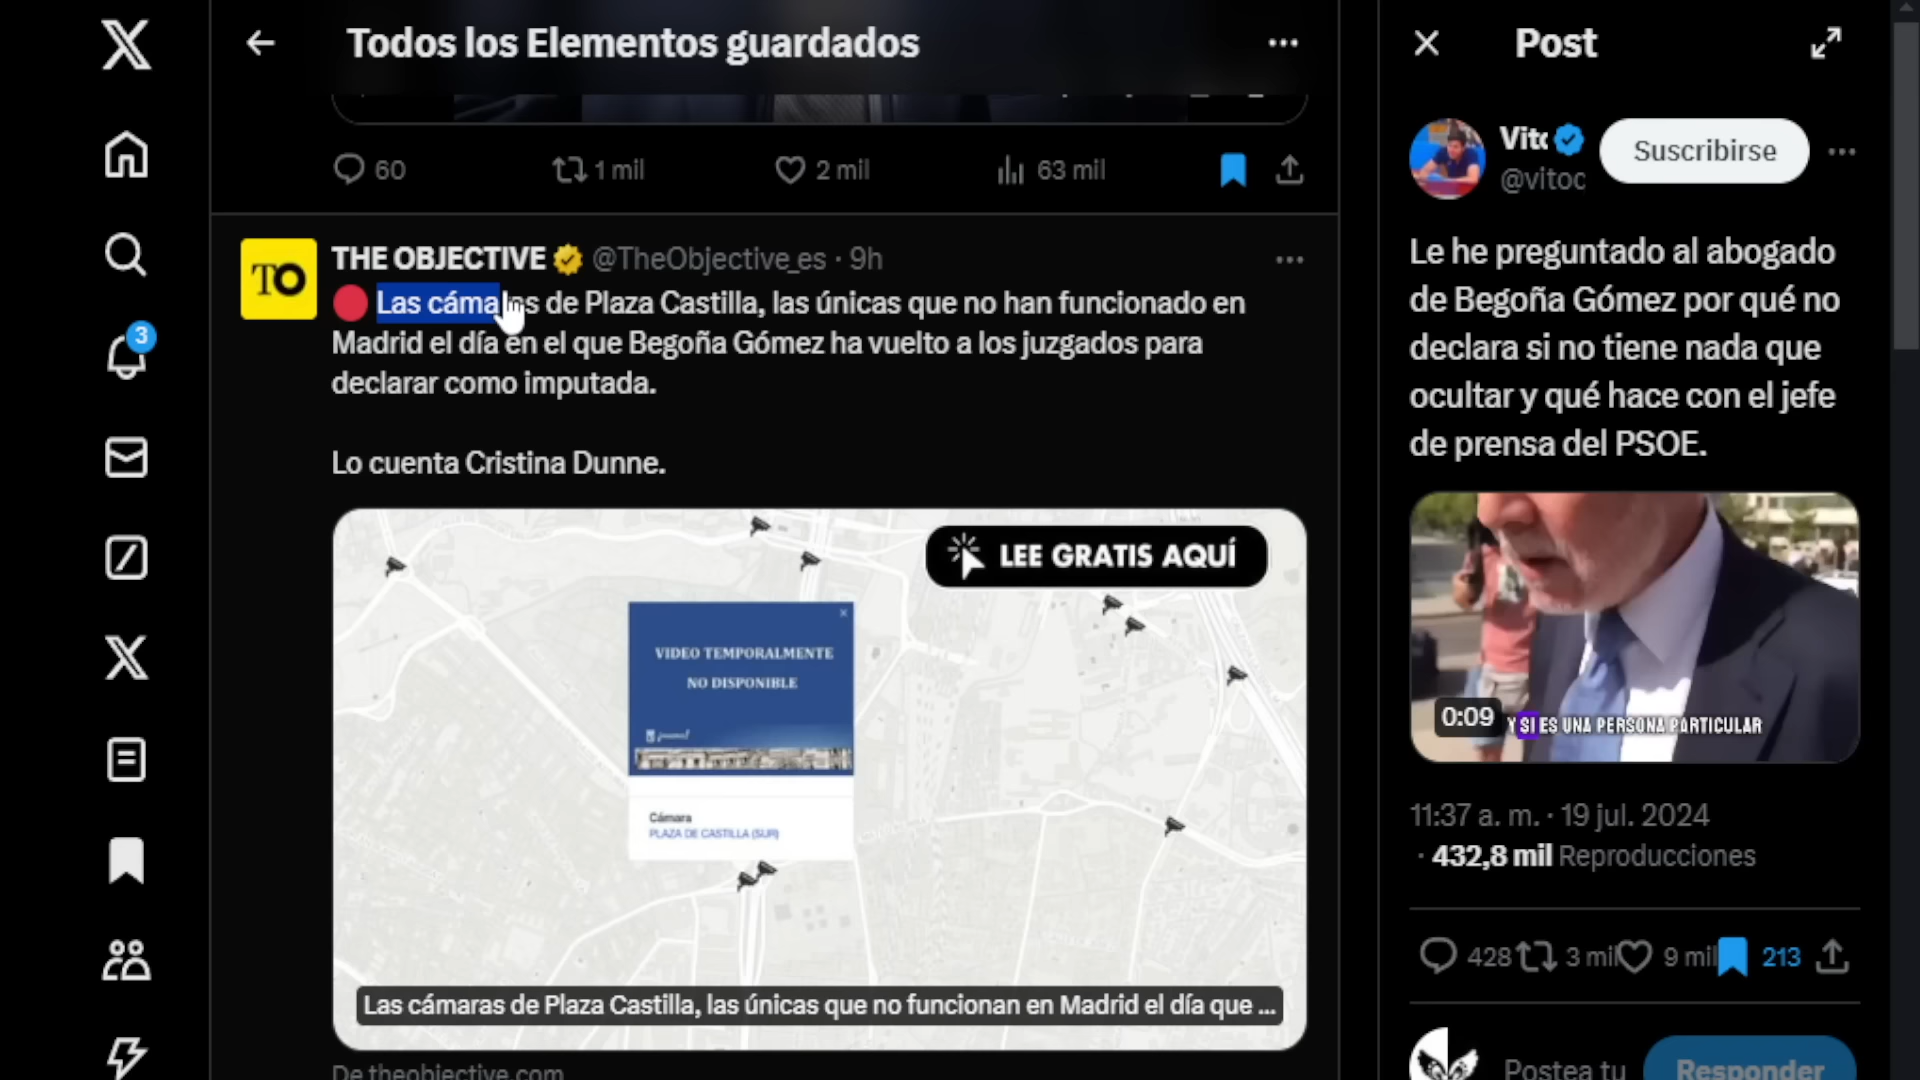 Todos los Elementos guardados
60
1 mil
2 mil
63 mil
3
THE OBJECTIVE @TheObjective_es · 9h
TO
Las cámaras de Plaza Castilla, las únicas que no han funcionado en
Madrid el día en el que Begoña Gómez ha vuelto a los juzgados para
declarar como imputada.
Lo cuenta Cristina Dunne.
LEE GRATIS AQUÍ
VIDEO TEMPORALMENTE
NO DISPONIBLE
Cámara
PLAZA DE CASTILLA (SUR)
Las cámaras de Plaza Castilla, las únicas que no funcionan en Madrid el día que ...
De theobjective.com
Post
Vito
@vitoc
Suscribirse
Le he preguntado al abogado
de Begoña Gómez por qué no
declara si no tiene nada que
ocultar y qué hace con el jefe
de prensa del PSOE.
0:09
Y SI ES UNA PERSONA PARTICULAR
11:37 a. m. · 19 jul. 2024
· 432,8 mil Reproducciones
428
3 mil
9 mil
213
Postea tu
Responder